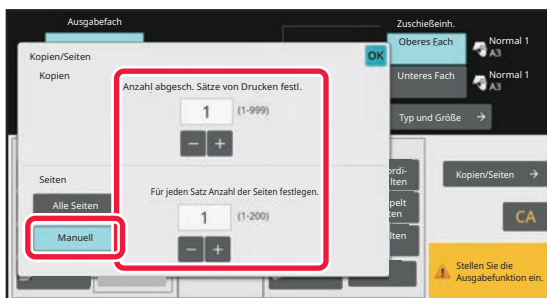 Ausgabefach
Zuschießeinh.
Oberes Fach
Normal 1
A3
Unteres Fach
Normal 1
A3
Typ und Größe →
Kopien/Seiten
OK
Kopien
Anzahl abgesch. Sätze von Drucken festl.
1 (1-999)
− +
Seiten
Für jeden Satz Anzahl der Seiten festlegen.
Alle Seiten
1 (1-200)
Manuell
− +
Kopien/Seiten →
CA
Stellen Sie die
Ausgabefunktion ein.